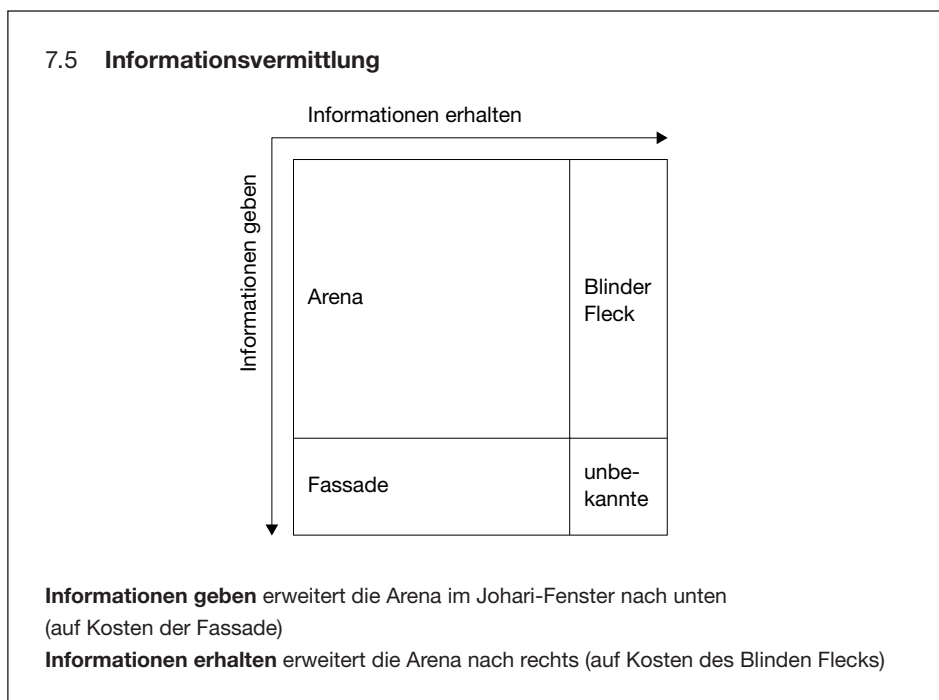 7.5 Informationsvermittlung
Informationen erhalten
Informationen geben
Arena
Blinder
Fleck
Fassade
unbe-
kannte
Informationen geben erweitert die Arena im Johari-Fenster nach unten
(auf Kosten der Fassade)
Informationen erhalten erweitert die Arena nach rechts (auf Kosten des Blinden Flecks)